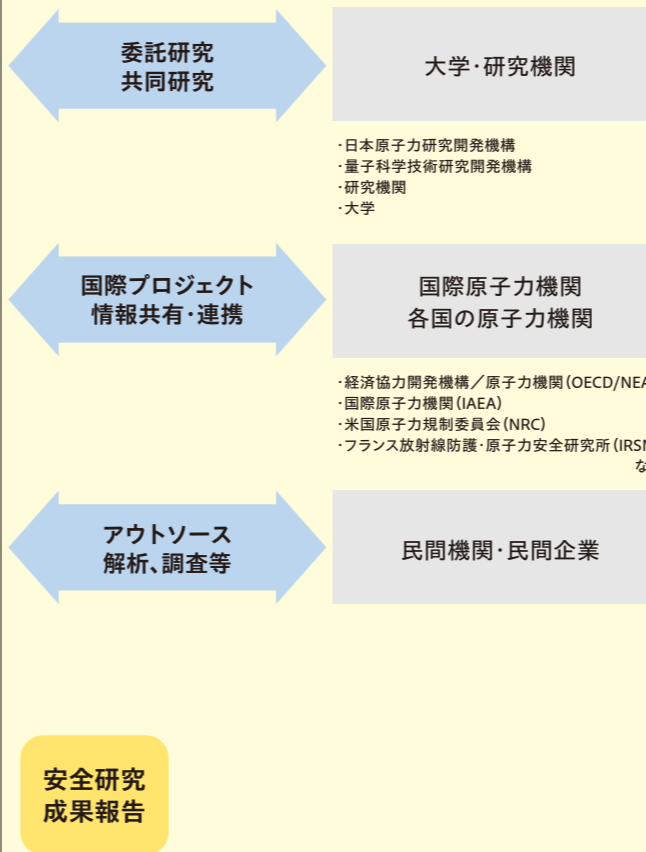 委託研究
共同研究
大学・研究機関
・日本原子力研究開発機構
・量子科学技術研究開発機構
・研究機関
・大学
国際プロジェクト
情報共有・連携
国際原子力機関
各国の原子力機関
・経済協力開発機構／原子力機関(OECD/NEA
・国際原子力機関(IAEA)
・米国原子力規制委員会(NRC)
・フランス放射線防護・原子力安全研究所(IRSN
な
アウトソース
解析、調査等
民間機関・民間企業
安全研究
成果報告